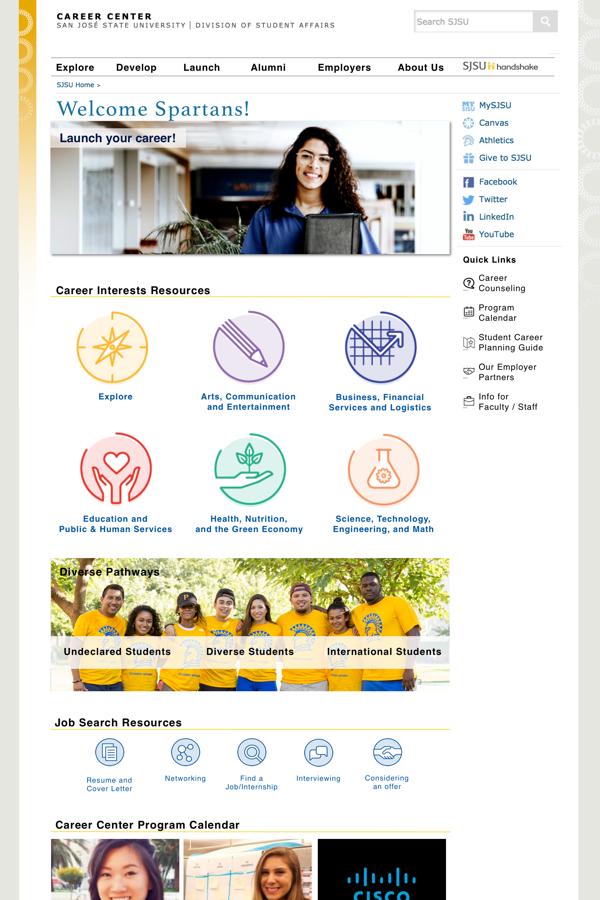 CAREER CENTER
SAN JOSÉ STATE UNIVERSITY | DIVISION OF STUDENT AFFAIRS
Search SJSU
Explore
Develop
Launch
Alumni
Employers
About Us
SJSU handshake
SJSU Home >
Welcome Spartans!
Launch your career!
MySJSU
Canvas
Athletics
Give to SJSU
Facebook
Twitter
LinkedIn
YouTube
Quick Links
Career
Counseling
Program
Calendar
Student Career
Planning Guide
Our Employer
Partners
Info for
Faculty / Staff
Career Interests Resources
Explore
Arts, Communication
and Entertainment
Business, Financial
Services and Logistics
Education and
Public & Human Services
Health, Nutrition,
and the Green Economy
Science, Technology,
Engineering, and Math
Diverse Pathways
Undeclared Students
Diverse Students
International Students
Job Search Resources
Resume and
Cover Letter
Networking
Find a
Job/Internship
Interviewing
Considering
an offer
Career Center Program Calendar
CISCO